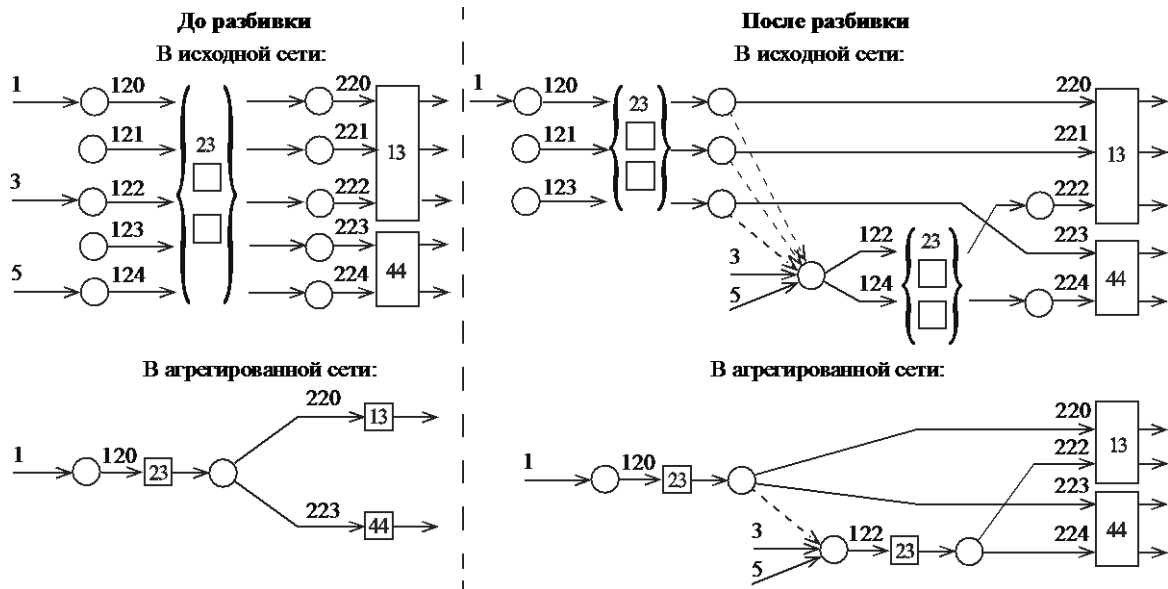 До разбивки
В исходной сети:
1 120 220
121 221
23 13
3 122 222
123 223
5 124 224 44
В агрегированной сети:
220 13
1 120 23
223 44
После разбивки
В исходной сети:
1 120 23 220
121 221
13
123 222
3 122 23 223
5 124 224 44
В агрегированной сети:
220
13
222
1 120 23
223
3 122 23 44
224
5